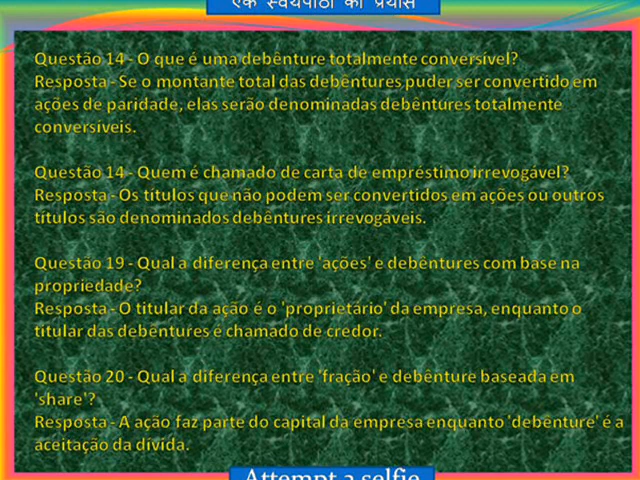 एक स्वयंपाठी का प्रयास
Questão 14 - O que é uma debênture totalmente conversível?
Resposta - Se o montante total das debêntures puder ser convertido em
ações de paridade, elas serão denominadas debêntures totalmente
conversíveis.
Questão 14 - Quem é chamado de carta de empréstimo irrevogável?
Resposta - Os títulos que não podem ser convertidos em ações ou outros
títulos são denominados debêntures irrevogáveis.
Questão 19 - Qual a diferença entre 'ações' e debêntures com base na
propriedade?
Resposta - O titular da ação é o 'proprietário' da empresa, enquanto o
titular das debêntures é chamado de credor.
Questão 20 - Qual a diferença entre 'fração' e debênture baseada em
'share'?
Resposta - A ação faz parte do capital da empresa enquanto 'debênture' é a
aceitação da dívida.
Attempt a selfie